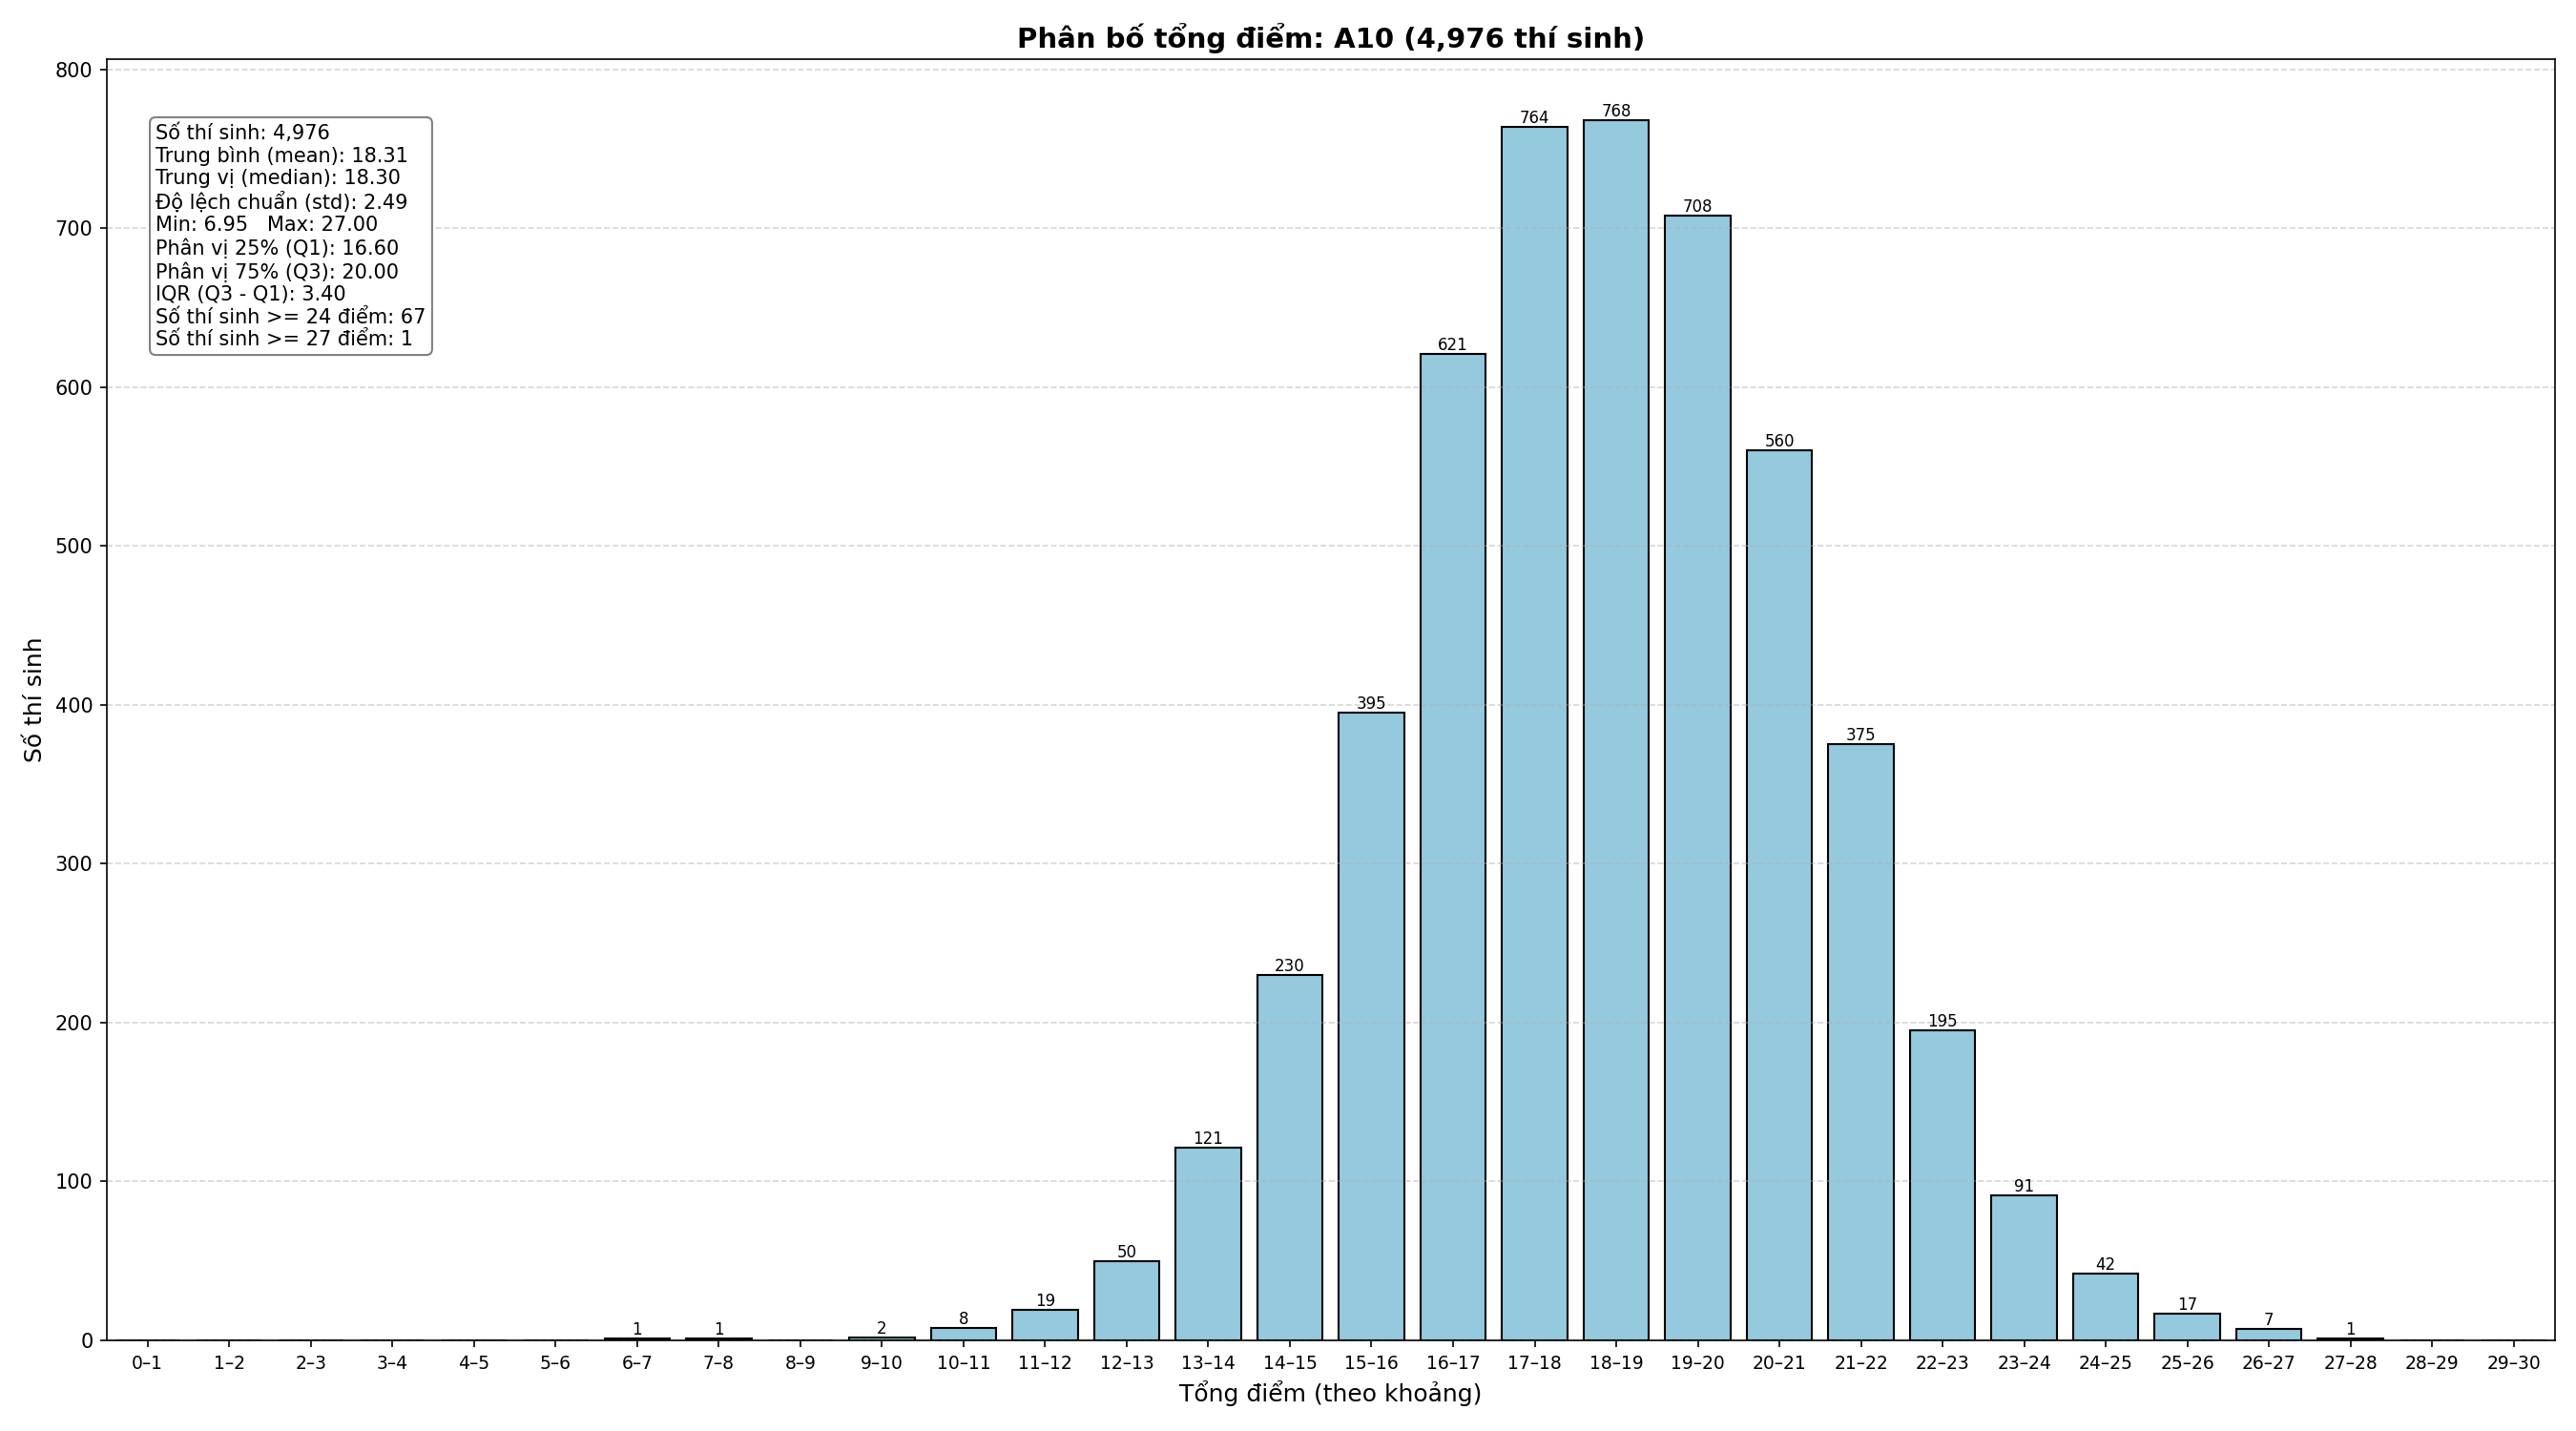 Phân bố tổng điểm: A10 (4,976 thí sinh)
800
700
600
500
400
300
200
100
0
Số thí sinh
Số thí sinh: 4,976
Trung bình (mean): 18.31
Trung vị (median): 18.30
Độ lệch chuẩn (std): 2.49
Min: 6.95   Max: 27.00
Phân vị 25% (Q1): 16.60
Phân vị 75% (Q3): 20.00
IQR (Q3 - Q1): 3.40
Số thí sinh >= 24 điểm: 67
Số thí sinh >= 27 điểm: 1
1 1 2 8 19 50 121 230 395 621 764 768 708 560 375 195 91 42 17 7 1
0–1 1–2 2–3 3–4 4–5 5–6 6–7 7–8 8–9 9–10 10–11 11–12 12–13 13–14 14–15 15–16 16–17 17–18 18–19 19–20 20–21 21–22 22–23 23–24 24–25 25–26 26–27 27–28 28–29 29–30
Tổng điểm (theo khoảng)